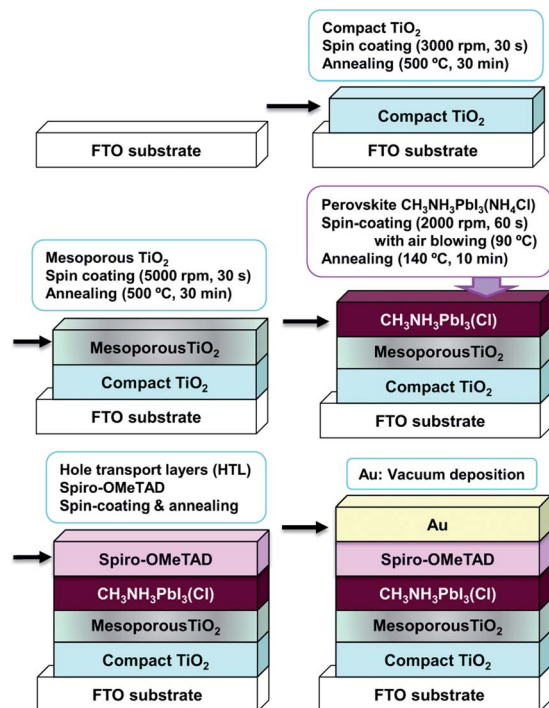 Compact TiO₂
Spin coating (3000 rpm, 30 s)
Annealing (500 ºC, 30 min)
FTO substrate
Compact TiO₂
FTO substrate
Mesoporous TiO₂
Spin coating (5000 rpm, 30 s)
Annealing (500 ºC, 30 min)
MesoporousTiO₂
Compact TiO₂
FTO substrate
Perovskite CH₃NH₃PbI₃(NH₄Cl)
Spin-coating (2000 rpm, 60 s)
with air blowing (90 ºC)
Annealing (140 ºC, 10 min)
CH₃NH₃PbI₃(Cl)
MesoporousTiO₂
Compact TiO₂
FTO substrate
Hole transport layers (HTL)
Spiro-OMeTAD
Spin-coating & annealing
Spiro-OMeTAD
CH₃NH₃PbI₃(Cl)
MesoporousTiO₂
Compact TiO₂
FTO substrate
Au: Vacuum deposition
Au
Spiro-OMeTAD
CH₃NH₃PbI₃(Cl)
MesoporousTiO₂
Compact TiO₂
FTO substrate